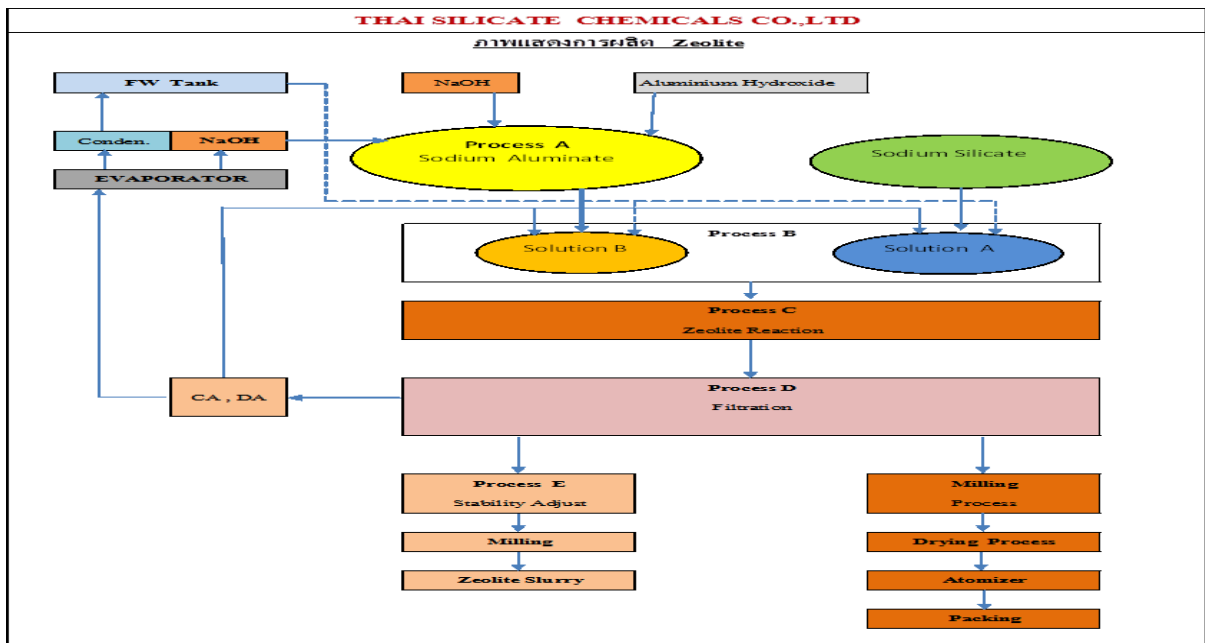 THAI SILICATE CHEMICALS CO.,LTD
ภาพแสดงการผลิต Zeolite
FW Tank
NaOH
Aluminium Hydroxide
Conden.
NaOH
Process A
Sodium Aluminate
Sodium Silicate
EVAPORATOR
Process B
Solution B
Solution A
Process C
Zeolite Reaction
CA , DA
Process D
Filtration
Process E
Stability Adjust
Milling
Process
Milling
Drying Process
Zeolite Slurry
Atomizer
Packing